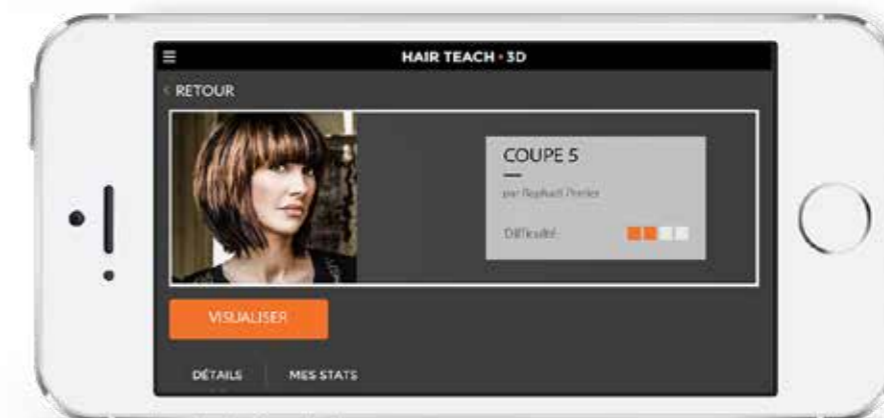 HAIR TEACH • 3D
< RETOUR
COUPE 5
par Raphaël Perrier
Difficulté
VISUALISER
DÉTAILS
MES STATS